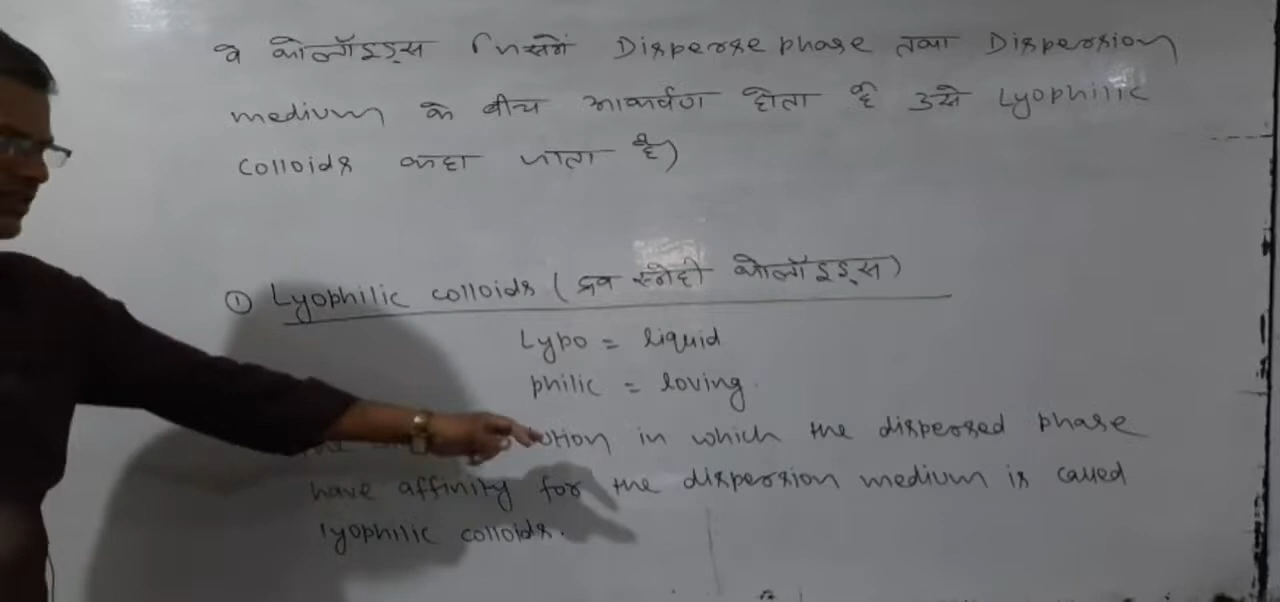 वे कोलॉइड्स जिसमें Disperse phase तथा Dispersion
medium के बीच आकर्षण होता है उसे Lyophilic
colloids कहा जाता है)
① Lyophilic colloids (द्रव स्नेही कोलॉइड्स)
Lypo = liquid
philic = loving.
in which the dispersed phase
have affinity for the dispersion medium is called
lyophilic colloids.